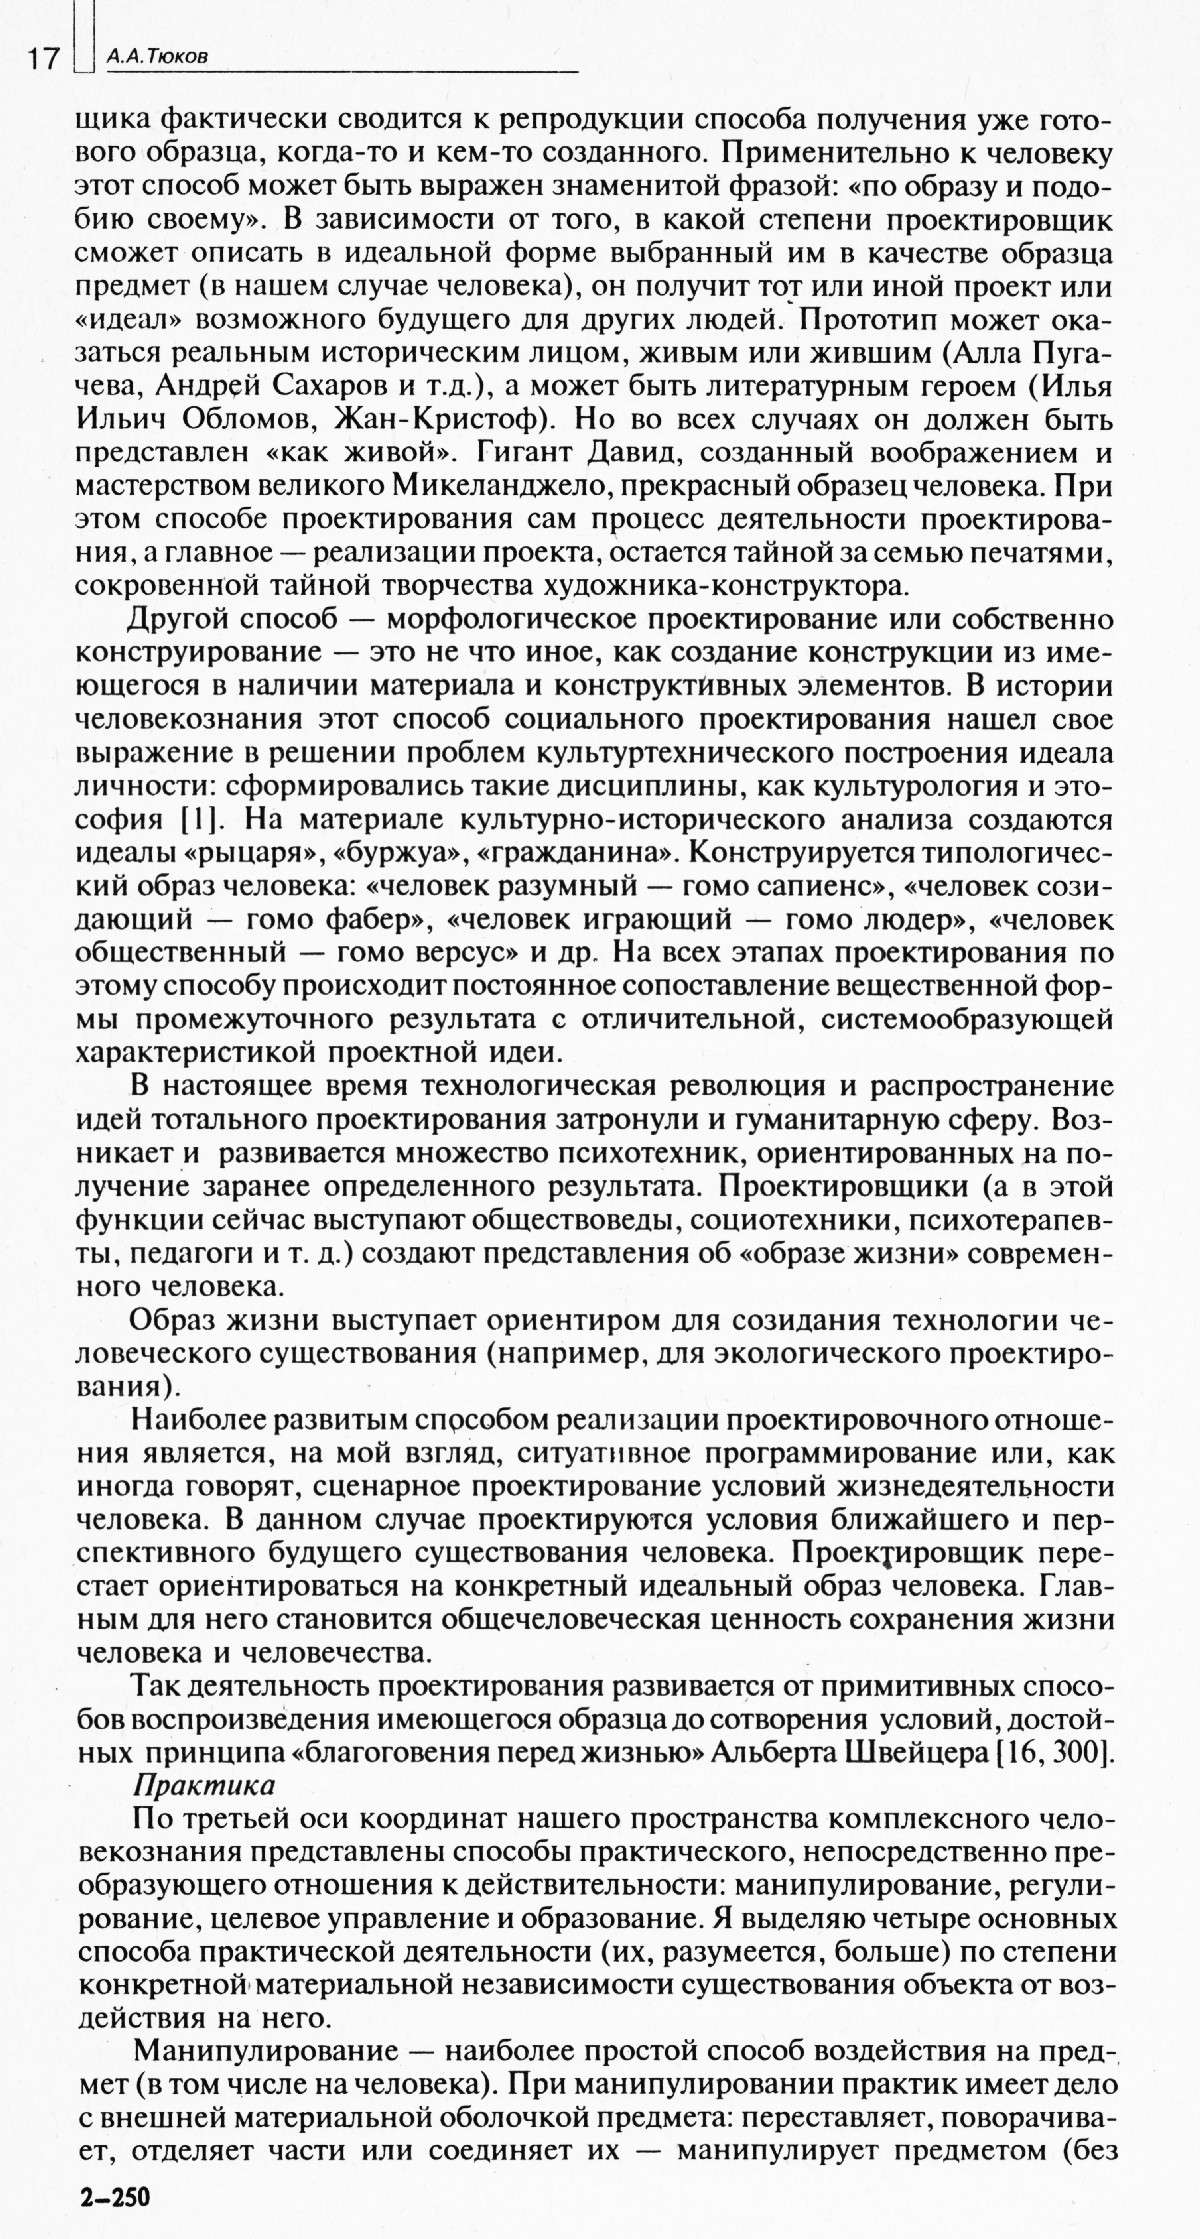 17
А.А. Тюков
щика фактически сводится к репродукции способа получения уже гото-
вого образца, когда-то и кем-то созданного. Применительно к человеку
этот способ может быть выражен знаменитой фразой: «по образу и подо-
бию своему». В зависимости от того, в какой степени проектировщик
сможет описать в идеальной форме выбранный им в качестве образца
предмет (в нашем случае человека), он получит тот или иной проект или
«идеал» возможного будущего для других людей. Прототип может ока-
заться реальным историческим лицом, живым или жившим (Алла Пуга-
чева, Андрей Сахаров и т.д.), а может быть литературным героем (Илья
Ильич Обломов, Жан-Кристоф). Но во всех случаях он должен быть
представлен «как живой». Гигант Давид, созданный воображением и
мастерством великого Микеланджело, прекрасный образец человека. При
этом способе проектирования сам процесс деятельности проектирова-
ния, а главное — реализации проекта, остается тайной за семью печатями,
сокровенной тайной творчества художника-конструктора.
Другой способ — морфологическое проектирование или собственно
конструирование — это не что иное, как создание конструкции из име-
ющегося в наличии материала и конструктивных элементов. В истории
человекознания этот способ социального проектирования нашел свое
выражение в решении проблем культуртехнического построения идеала
личности: сформировались такие дисциплины, как культурология и это-
софия [1]. На материале культурно-исторического анализа создаются
идеалы «рыцаря», «буржуа», «гражданина». Конструируется типологичес-
кий образ человека: «человек разумный — гомо сапиенс», «человек сози-
дающий — гомо фабер», «человек играющий — гомо людер», «человек
общественный — гомо версус» и др. На всех этапах проектирования по
этому способу происходит постоянное сопоставление вещественной фор-
мы промежуточного результата с отличительной, системообразующей
характеристикой проектной идеи.
В настоящее время технологическая революция и распространение
идей тотального проектирования затронули и гуманитарную сферу. Воз-
никает и развивается множество психотехник, ориентированных на по-
лучение заранее определенного результата. Проектировщики (а в этой
функции сейчас выступают обществоведы, социотехники, психотерапев-
ты, педагоги и т. д.) создают представления об «образе жизни» современ-
ного человека.
Образ жизни выступает ориентиром для созидания технологии че-
ловеческого существования (например, для экологического проектиро-
вания).
Наиболее развитым способом реализации проектировочного отноше-
ния является, на мой взгляд, ситуативное программирование или, как
иногда говорят, сценарное проектирование условий жизнедеятельности
человека. В данном случае проектируются условия ближайшего и пер-
спективного будущего существования человека. Проектировщик пере-
стает ориентироваться на конкретный идеальный образ человека. Глав-
ным для него становится общечеловеческая ценность сохранения жизни
человека и человечества.
Так деятельность проектирования развивается от примитивных спосо-
бов воспроизведения имеющегося образца до сотворения условий, достой-
ных принципа «благоговения перед жизнью» Альберта Швейцера [16, 300].
Практика
По третьей оси координат нашего пространства комплексного чело-
векознания представлены способы практического, непосредственно пре-
образующего отношения к действительности: манипулирование, регули-
рование, целевое управление и образование. Я выделяю четыре основных
способа практической деятельности (их, разумеется, больше) по степени
конкретной материальной независимости существования объекта от воз-
действия на него.
Манипулирование — наиболее простой способ воздействия на пред-
мет (в том числе на человека). При манипулировании практик имеет дело
с внешней материальной оболочкой предмета: переставляет, поворачива-
ет, отделяет части или соединяет их — манипулирует предметом (без
2–250